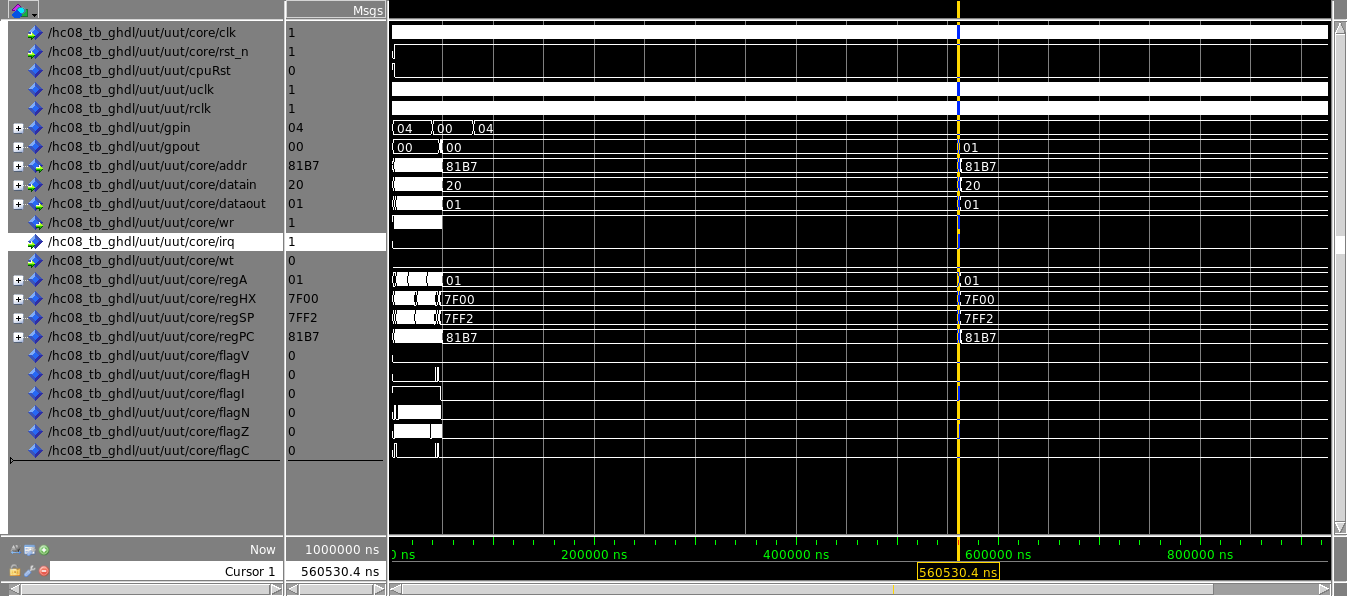 Msgs
/hc08_tb_ghdl/uut/uut/core/clk 1
/hc08_tb_ghdl/uut/uut/core/rst_n 1
/hc08_tb_ghdl/uut/uut/cpuRst 0
/hc08_tb_ghdl/uut/uut/uclk 1
/hc08_tb_ghdl/uut/uut/rclk 1
/hc08_tb_ghdl/uut/gpin 04 04 00 04
/hc08_tb_ghdl/uut/gpout 00 00 00 01
/hc08_tb_ghdl/uut/uut/core/addr 81B7 81B7 81B7
/hc08_tb_ghdl/uut/uut/core/datain 20 20 20
/hc08_tb_ghdl/uut/uut/core/dataout 01 01 01
/hc08_tb_ghdl/uut/uut/core/wr 1
/hc08_tb_ghdl/uut/uut/core/irq 1
/hc08_tb_ghdl/uut/uut/core/wt 0
/hc08_tb_ghdl/uut/uut/core/regA 01 01 01
/hc08_tb_ghdl/uut/uut/core/regHX 7F00 7F00 7F00
/hc08_tb_ghdl/uut/uut/core/regSP 7FF2 7FF2 7FF2
/hc08_tb_ghdl/uut/uut/core/regPC 81B7 81B7 81B7
/hc08_tb_ghdl/uut/uut/core/flagV 0
/hc08_tb_ghdl/uut/uut/core/flagH 0
/hc08_tb_ghdl/uut/uut/core/flagI 0
/hc08_tb_ghdl/uut/uut/core/flagN 0
/hc08_tb_ghdl/uut/uut/core/flagZ 0
/hc08_tb_ghdl/uut/uut/core/flagC 0
Now 1000000 ns 0 ns 200000 ns 400000 ns 600000 ns 800000 ns
Cursor 1 560530.4 ns 560530.4 ns